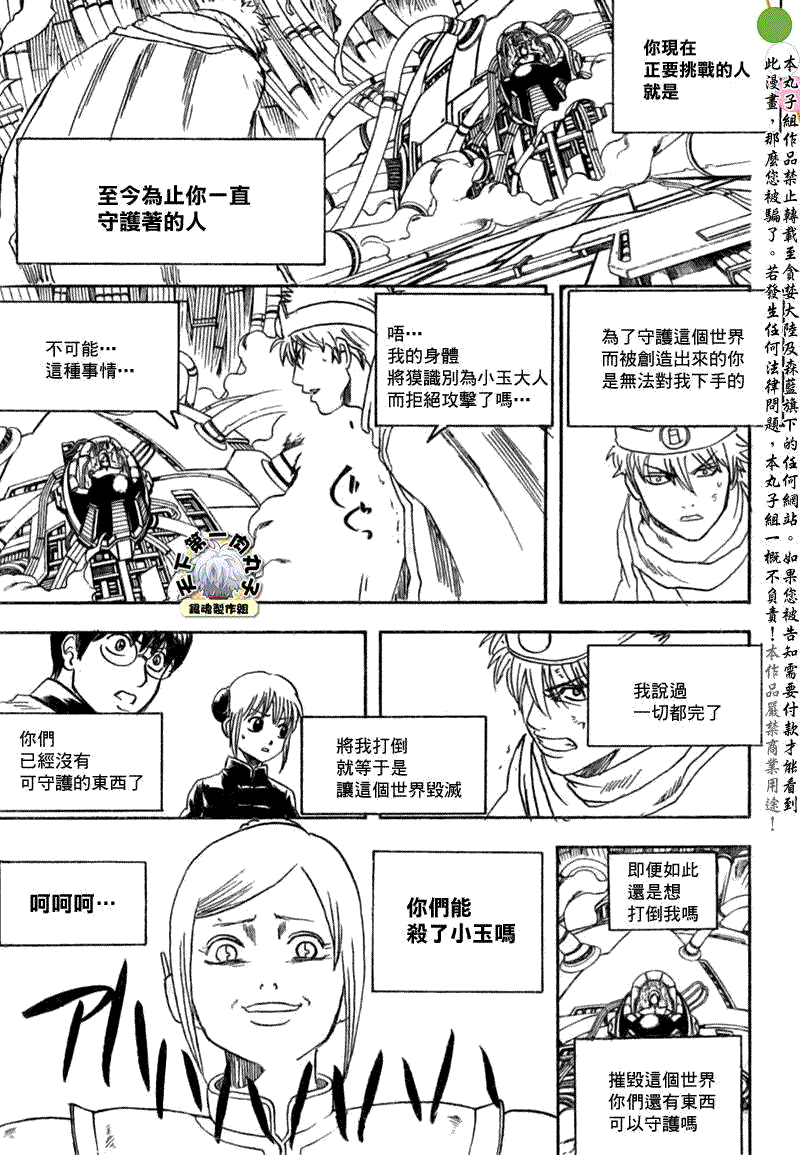 你現在
正要挑戰的人
就是
至今為止你一直
守護著的人
為了守護這個世界
而被創造出來的你
是無法對我下手的
唔…
我的身體
將獏識別為小玉大人
而拒絕攻擊了嗎…
不可能…
這種事情…
天下第一肉丸子
銀魂製作組
我說過
一切都完了
將我打倒
就等于是
讓這個世界毀滅
你們
已經沒有
可守護的東西了
即便如此
還是想
打倒我嗎
摧毀這個世界
你們還有東西
可以守護嗎
你們能
殺了小玉嗎
呵呵呵…
本丸子組作品禁止轉載至貪婪大陸及森藍旗下的任何網站。如果您被告知需要付款才能看到
此漫畫，那麼您被騙了。若發生任何法律問題，本丸子組一概不負責！本作品嚴禁商業用途！